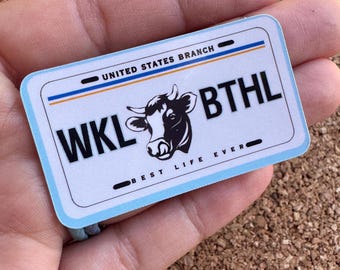 UNITED STATES BRANCH
WKL BTHL
BEST LIFE EVER